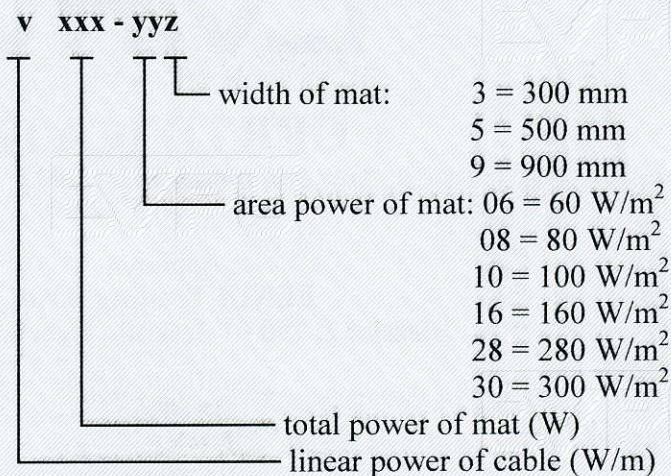 v xxx - yyz
width of mat: 3 = 300 mm
5 = 500 mm
9 = 900 mm
area power of mat: 06 = 60 W/m²
08 = 80 W/m²
10 = 100 W/m²
16 = 160 W/m²
28 = 280 W/m²
30 = 300 W/m²
total power of mat (W)
linear power of cable (W/m)